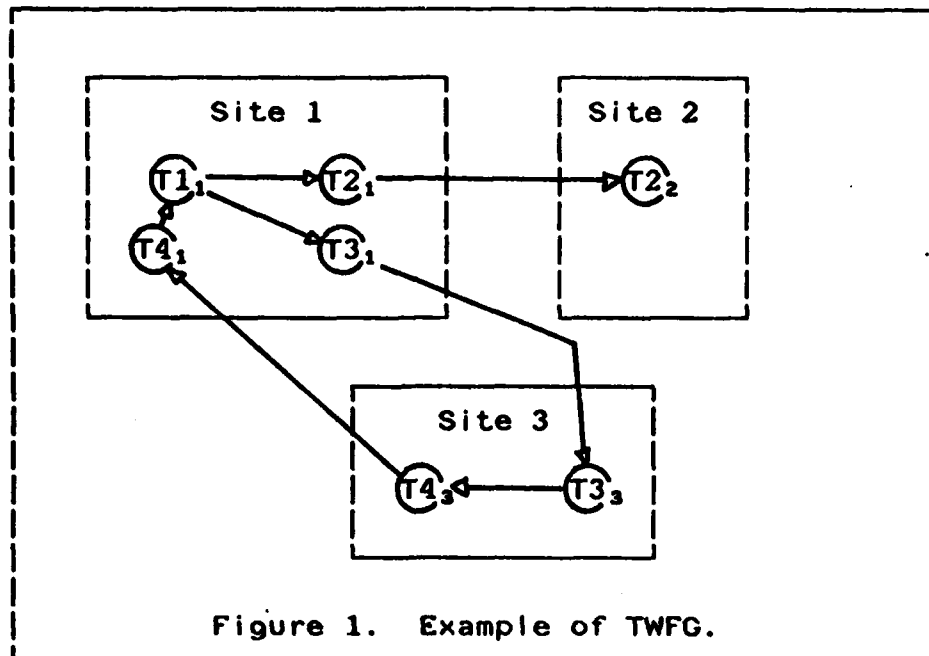 Site 1
Site 2
T1₁
T2₁
T2₂
T4₁
T3₁
Site 3
T4₃
T3₃
Figure 1. Example of TWFG.